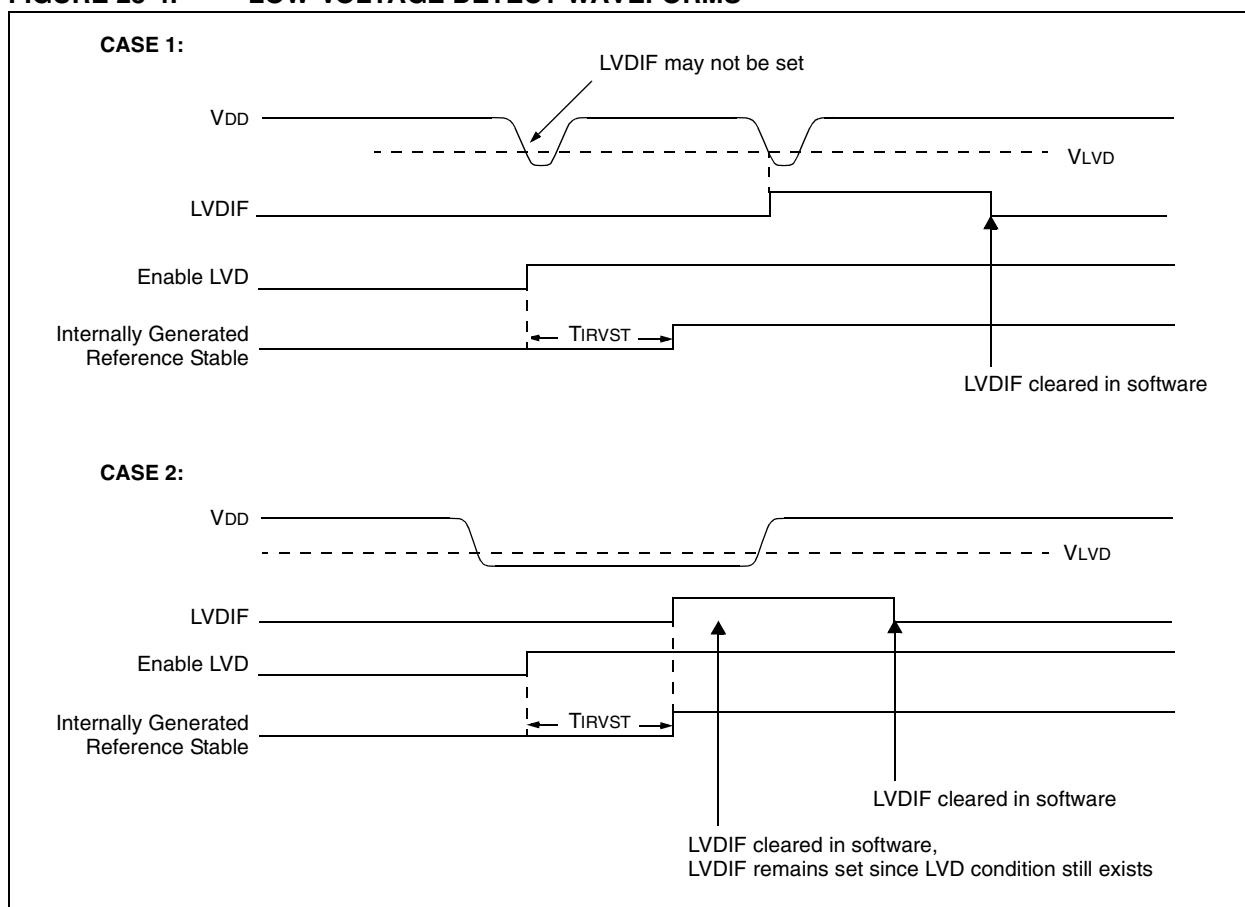 CASE 1:
LVDIF may not be set
VDD
VLVD
LVDIF
Enable LVD
Internally Generated
Reference Stable
TIRVST
LVDIF cleared in software
CASE 2:
VDD
VLVD
LVDIF
Enable LVD
Internally Generated
Reference Stable
TIRVST
LVDIF cleared in software
LVDIF cleared in software,
LVDIF remains set since LVD condition still exists